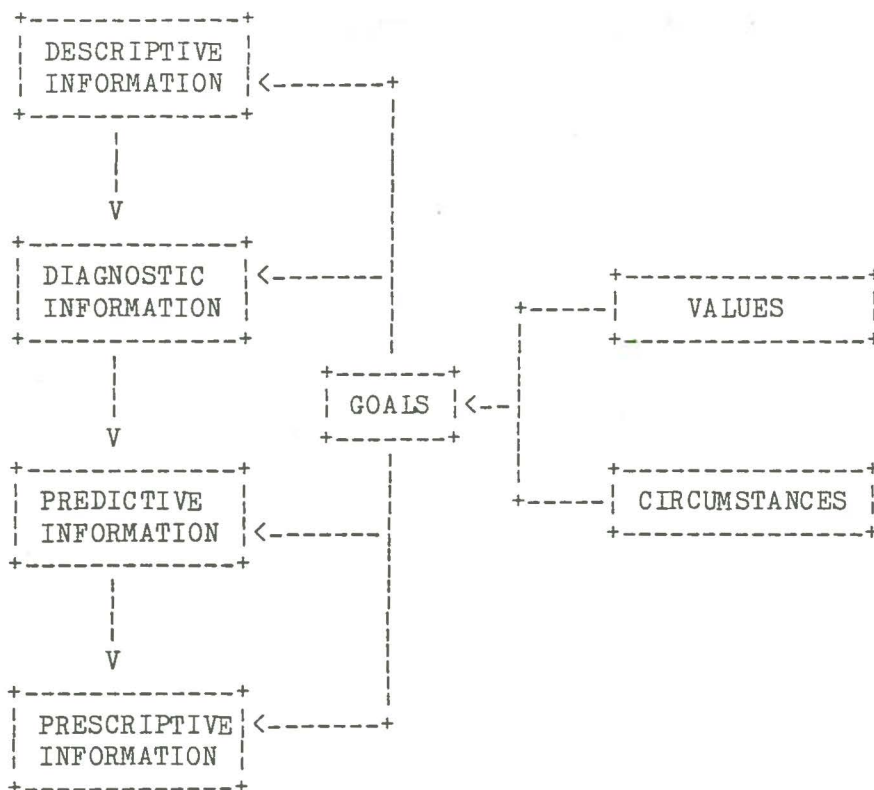 DESCRIPTIVE
INFORMATION
DIAGNOSTIC
INFORMATION
VALUES
GOALS
PREDICTIVE
INFORMATION
CIRCUMSTANCES
PRESCRIPTIVE
INFORMATION